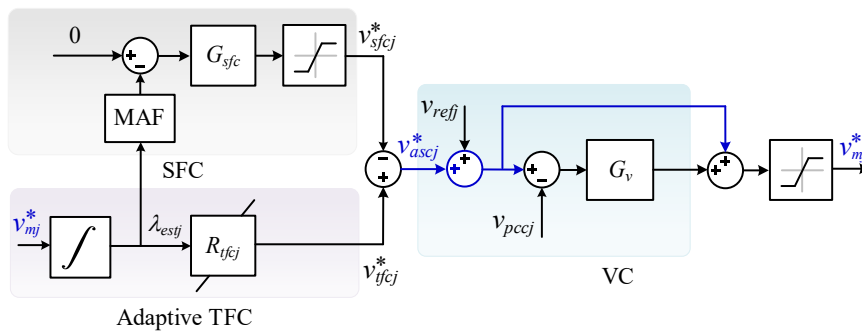 0
G_sfc
v*_sfcj
MAF
SFC
v*_mj
∫
λ_estj
R_tfcj
v*_tfcj
Adaptive TFC
v*_ascj
v_refj
G_v
v_pccj
VC
v*_m